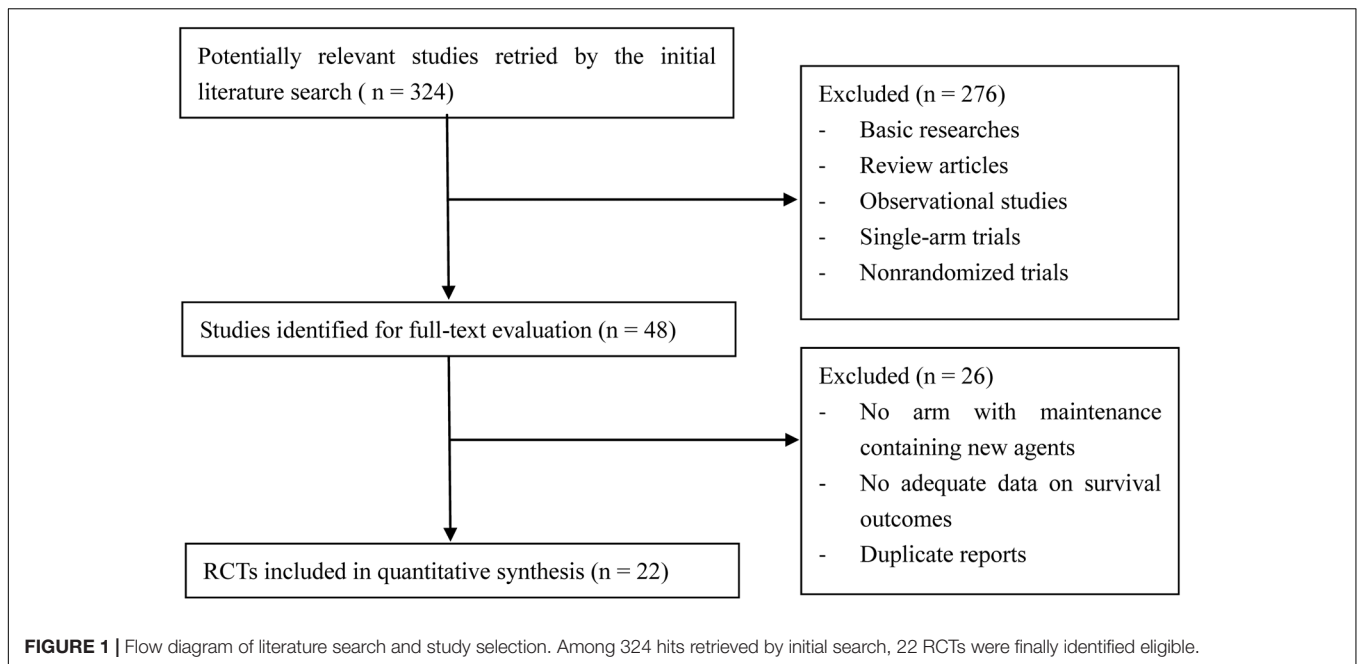 Potentially relevant studies retried by the initial
literature search ( n = 324)
Excluded (n = 276)
- Basic researches
- Review articles
- Observational studies
- Single-arm trials
- Nonrandomized trials
Studies identified for full-text evaluation (n = 48)
Excluded (n = 26)
- No arm with maintenance
containing new agents
- No adequate data on survival
outcomes
- Duplicate reports
RCTs included in quantitative synthesis (n = 22)
FIGURE 1 | Flow diagram of literature search and study selection. Among 324 hits retrieved by initial search, 22 RCTs were finally identified eligible.